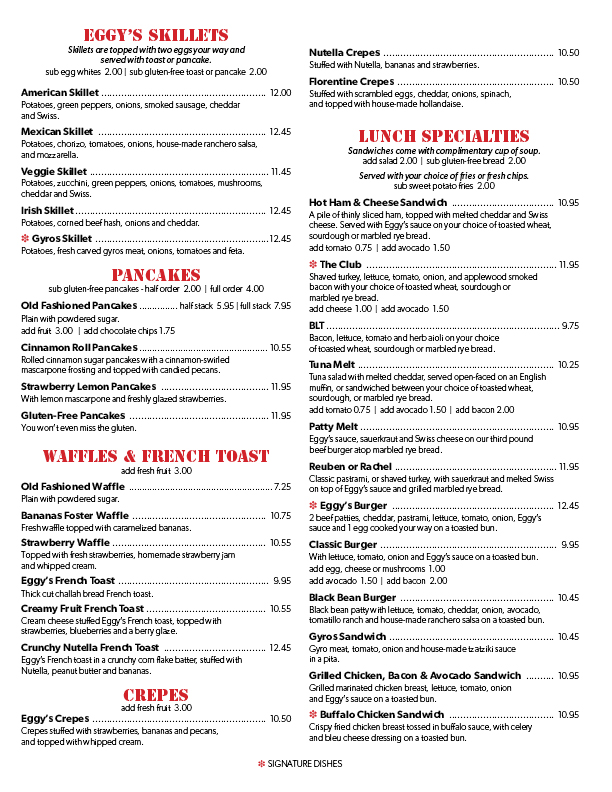 EGGY'S SKILLETS
Skillets are topped with two eggs your way and
served with toast or pancake.
sub egg whites 2.00 | sub gluten-free toast or pancake 2.00
American Skillet ................................................ 12.00
Potatoes, green peppers, onions, smoked sausage, cheddar
and Swiss.
Mexican Skillet ................................................ 12.45
Potatoes, chorizo, tomatoes, onions, house-made ranchero salsa,
and mozzarella.
Veggie Skillet ................................................ 11.45
Potatoes, zucchini, green peppers, onions, tomatoes, mushrooms,
cheddar and Swiss.
Irish Skillet ................................................ 12.45
Potatoes, corned beef hash, onions and cheddar.
✽ Gyros Skillet ................................................ 12.45
Potatoes, fresh carved gyros meat, onions, tomatoes and feta.
PANCAKES
sub gluten-free pancakes - half order 2.00 | full order 4.00
Old Fashioned Pancakes .............. half stack 5.95 | full stack 7.95
Plain with powdered sugar.
add fruit 3.00 | add chocolate chips 1.75
Cinnamon Roll Pancakes ................................ 10.55
Rolled cinnamon sugar pancakes with a cinnamon-swirled
mascarpone frosting and topped with candied pecans.
Strawberry Lemon Pancakes ................................ 11.95
With lemon mascarpone and freshly glazed strawberries.
Gluten-Free Pancakes ................................ 11.95
You won't even miss the gluten.
WAFFLES & FRENCH TOAST
add fresh fruit 3.00
Old Fashioned Waffle ................................ 7.25
Plain with powdered sugar.
Bananas Foster Waffle ................................ 10.75
Fresh waffle topped with caramelized bananas.
Strawberry Waffle ................................ 10.55
Topped with fresh strawberries, homemade strawberry jam
and whipped cream.
Eggy's French Toast ................................ 9.95
Thick cut challah bread French toast.
Creamy Fruit French Toast ................................ 10.55
Cream cheese stuffed Eggy's French toast, topped with
strawberries, blueberries and a berry glaze.
Crunchy Nutella French Toast ................................ 12.45
Eggy's French toast in a crunchy corn flake batter, stuffed with
Nutella, peanut butter and bananas.
CREPES
add fresh fruit 3.00
Eggy's Crepes ................................ 10.50
Crepes stuffed with strawberries, bananas and pecans,
and topped with whipped cream.
Nutella Crepes ................................ 10.50
Stuffed with Nutella, bananas and strawberries.
Florentine Crepes ................................ 10.50
Stuffed with scrambled eggs, cheddar, onions, spinach,
and topped with house-made hollandaise.
LUNCH SPECIALTIES
Sandwiches come with complimentary cup of soup.
add salad 2.00 | sub gluten-free bread 2.00
Served with your choice of fries or fresh chips.
sub sweet potato fries 2.00
Hot Ham & Cheese Sandwich ................................ 10.95
A pile of thinly sliced ham, topped with melted cheddar and Swiss
cheese. Served with Eggy's sauce on your choice of toasted wheat,
sourdough or marbled rye bread.
add tomato 0.75 | add avocado 1.50
✽ The Club ................................ 11.95
Shaved turkey, lettuce, tomato, onion, and applewood smoked
bacon with your choice of toasted wheat, sourdough or
marbled rye bread.
add cheese 1.00 | add avocado 1.50
BLT ................................ 9.75
Bacon, lettuce, tomato and herb aioli on your choice
of toasted wheat, sourdough or marbled rye bread.
Tuna Melt ................................ 10.25
Tuna salad with melted cheddar, served open-faced on an English
muffin, or sandwiched between your choice of toasted wheat,
sourdough, or marbled rye bread.
add tomato 0.75 | add avocado 1.50 | add bacon 2.00
Patty Melt ................................ 10.95
Eggy's sauce, sauerkraut and Swiss cheese on our third pound
beef burger atop marbled rye bread.
Reuben or Rachel ................................ 11.95
Classic pastrami, or shaved turkey, with sauerkraut and melted Swiss
on top of Eggy's sauce and grilled marbled rye bread.
✽ Eggy's Burger ................................ 12.45
2 beef patties, cheddar, pastrami, lettuce, tomato, onion, Eggy's
sauce and 1 egg cooked your way on a toasted bun.
Classic Burger ................................ 9.95
With lettuce, tomato, onion and Eggy's sauce on a toasted bun.
add egg, cheese or mushrooms 1.00
add avocado 1.50 | add bacon 2.00
Black Bean Burger ................................ 10.45
Black bean patty with lettuce, tomato, cheddar, onion, avocado,
tomatillo ranch and house-made ranchero salsa on a toasted bun.
Gyros Sandwich ................................ 10.45
Gyro meat, tomato, onion and house-made tzatziki sauce
in a pita.
Grilled Chicken, Bacon & Avocado Sandwich .......... 10.95
Grilled marinated chicken breast, lettuce, tomato, onion
and Eggy's sauce on a toasted bun.
✽ Buffalo Chicken Sandwich ................................ 10.95
Crispy fried chicken breast tossed in buffalo sauce, with celery
and bleu cheese dressing on a toasted bun.
✽ SIGNATURE DISHES